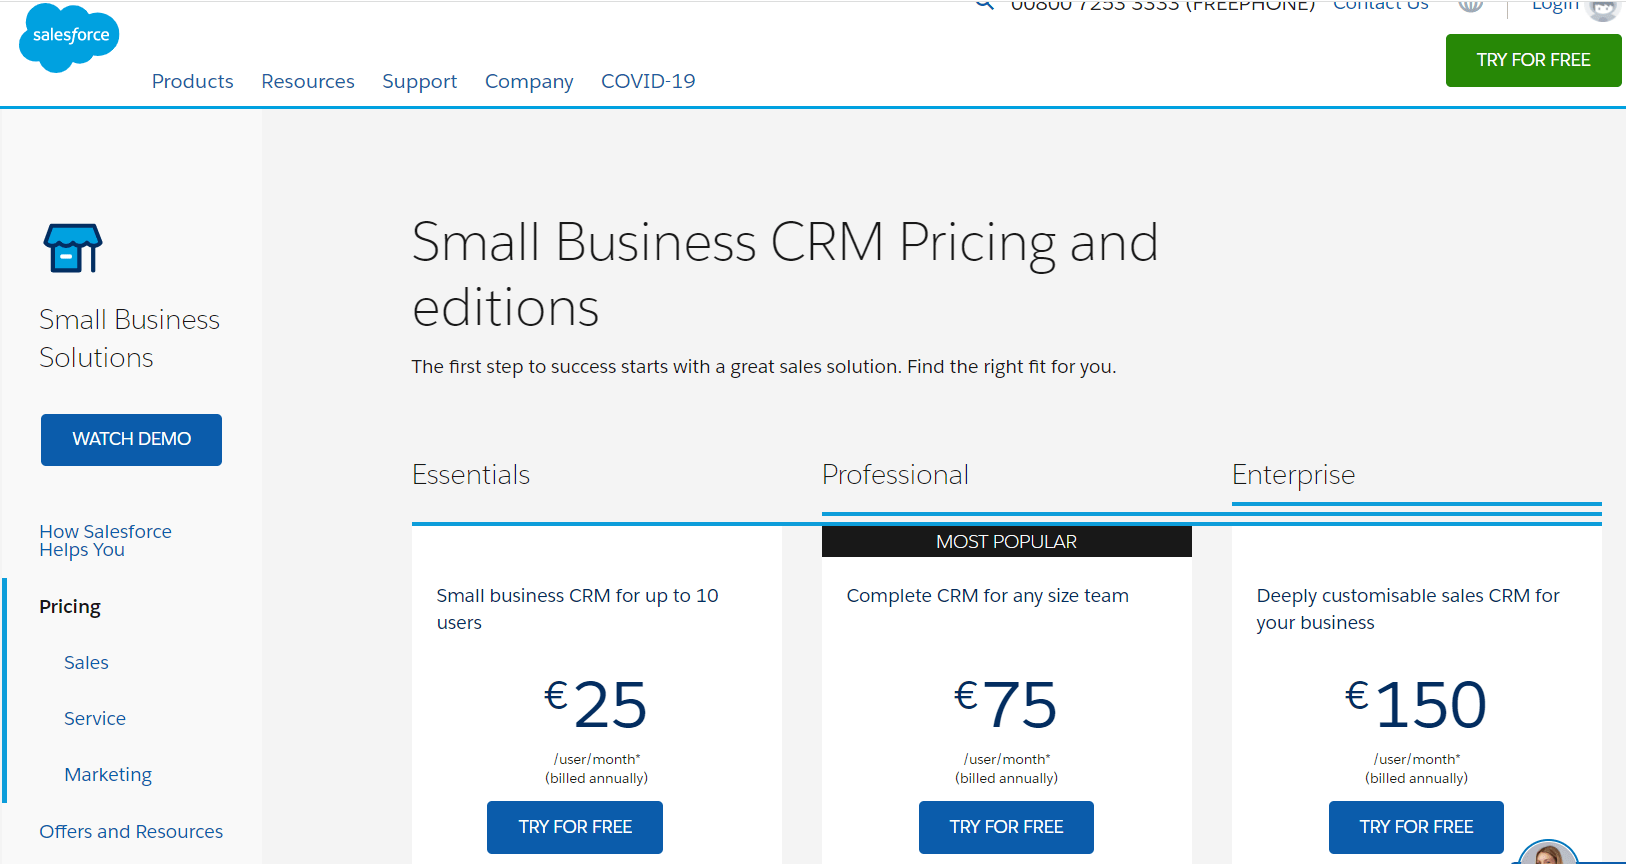 00800 7253 3333 (FREEPHONE) Contact Us Login
salesforce
TRY FOR FREE
Products Resources Support Company COVID-19
Small Business
Solutions
WATCH DEMO
How Salesforce
Helps You
Pricing
Sales
Service
Marketing
Offers and Resources
Small Business CRM Pricing and
editions
The first step to success starts with a great sales solution. Find the right fit for you.
Essentials
Small business CRM for up to 10
users
€25
/user/month*
(billed annually)
TRY FOR FREE
Professional
MOST POPULAR
Complete CRM for any size team
€75
/user/month*
(billed annually)
TRY FOR FREE
Enterprise
Deeply customisable sales CRM for
your business
€150
/user/month*
(billed annually)
TRY FOR FREE